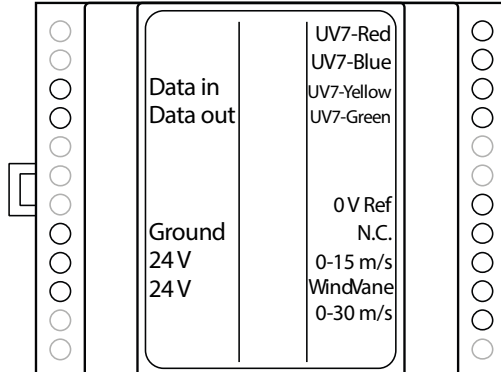 UV7-Red
UV7-Blue
Data in UV7-Yellow
Data out UV7-Green
0 V Ref
Ground N.C.
24 V 0-15 m/s
24 V WindVane
0-30 m/s